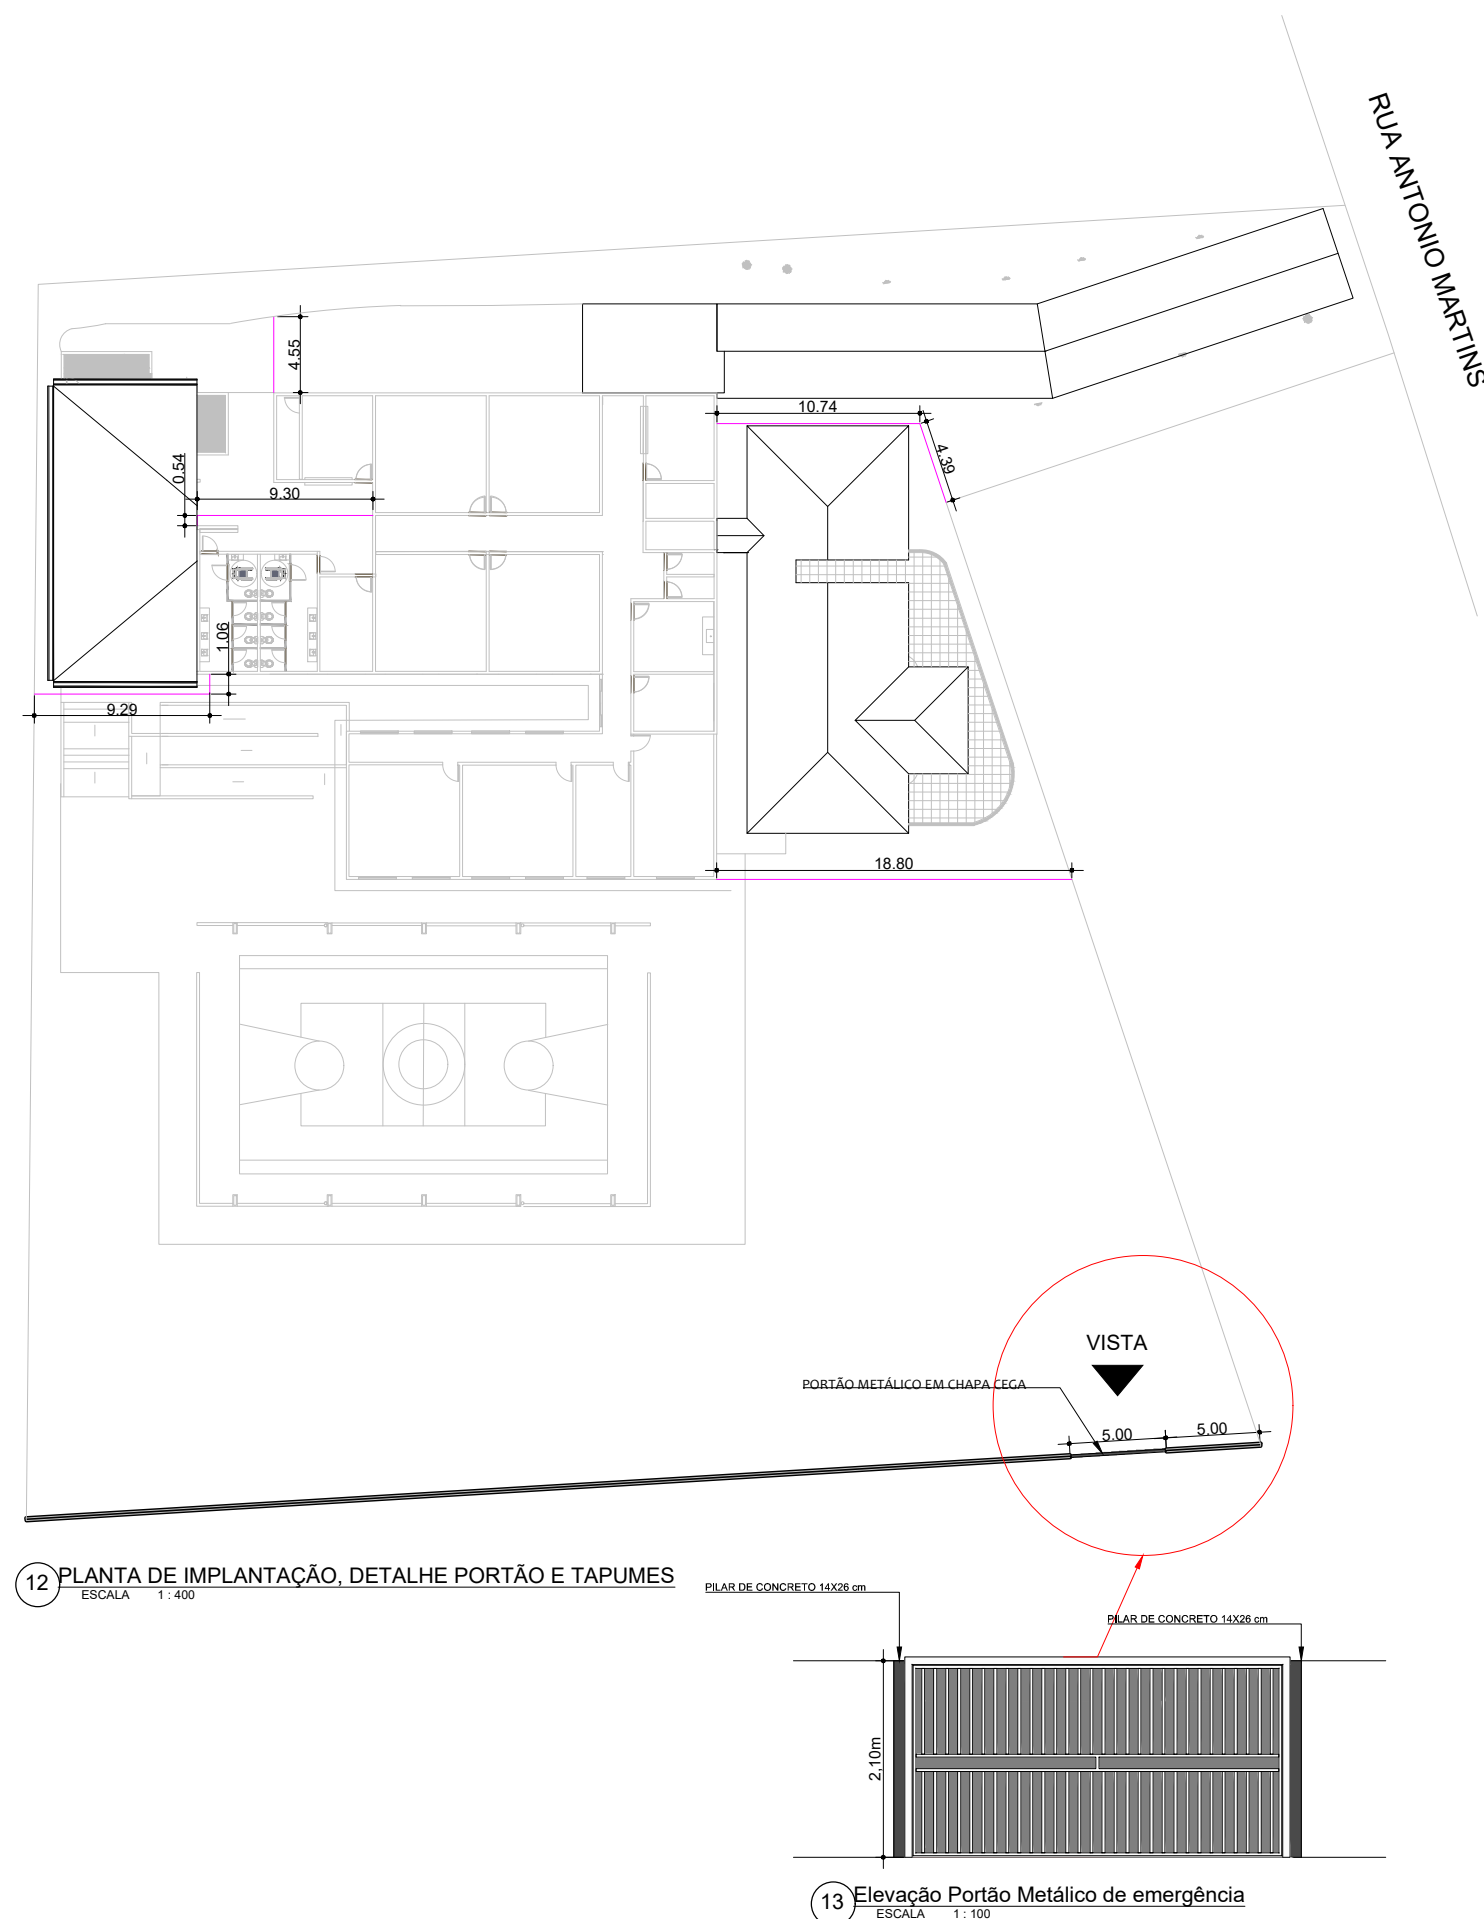 RUA ANTONIO MARTINS
4.55
10.74
4.39
0.54
9.30
1.06
9.29
18.80
VISTA
PORTÃO METÁLICO EM CHAPA CEGA
5.00
5.00
12 PLANTA DE IMPLANTAÇÃO, DETALHE PORTÃO E TAPUMES
ESCALA 1 : 400
PILAR DE CONCRETO 14X26 cm
PILAR DE CONCRETO 14X26 cm
2,10m
13 Elevação Portão Metálico de emergência
ESCALA 1 : 100